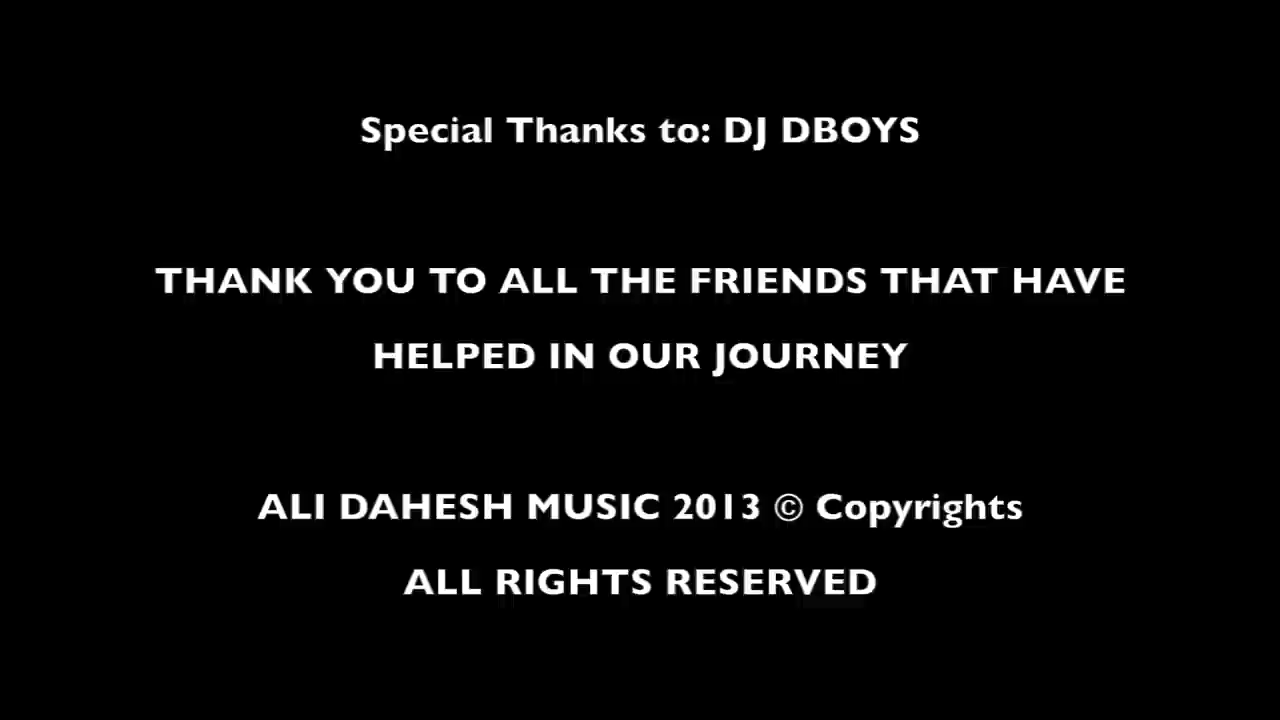 Special Thanks to: DJ DBOYS
THANK YOU TO ALL THE FRIENDS THAT HAVE
HELPED IN OUR JOURNEY
ALI DAHESH MUSIC 2013 © Copyrights
ALL RIGHTS RESERVED